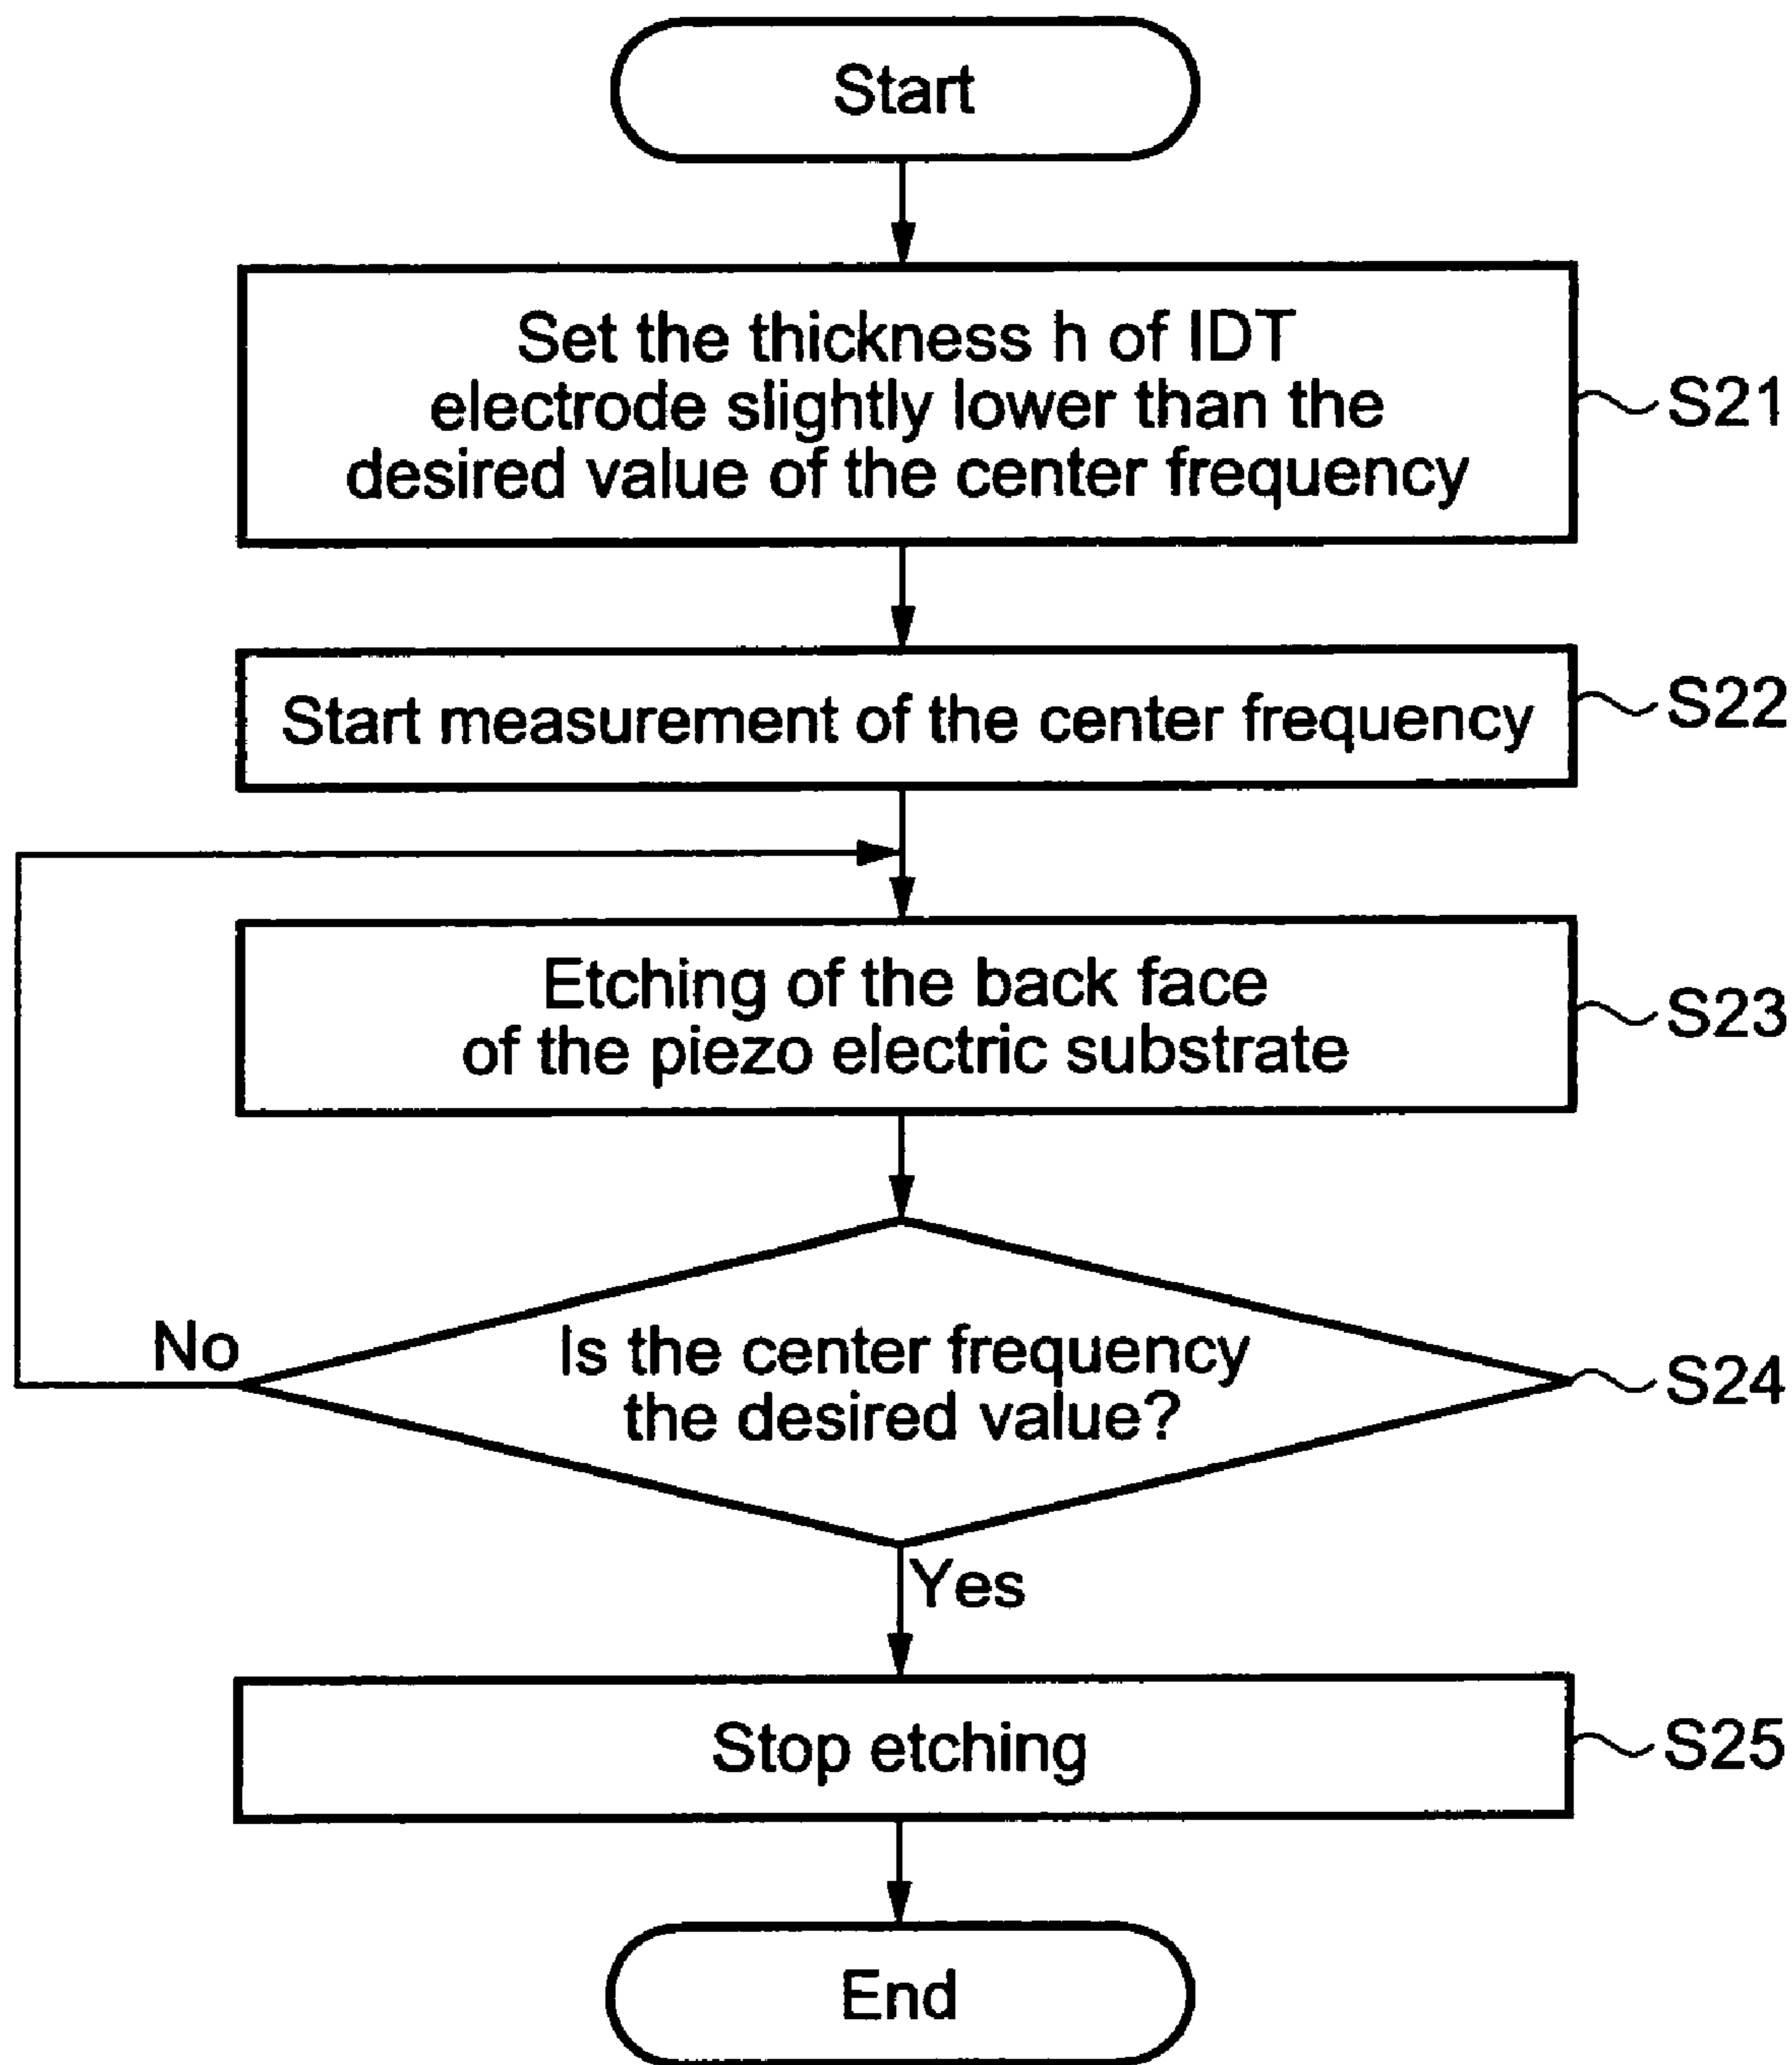 Start
Set the thickness h of IDT
electrode slightly lower than the
desired value of the center frequency
S21
Start measurement of the center frequency
S22
Etching of the back face
of the piezo electric substrate
S23
Is the center frequency
the desired value?
S24
No
Yes
Stop etching
S25
End